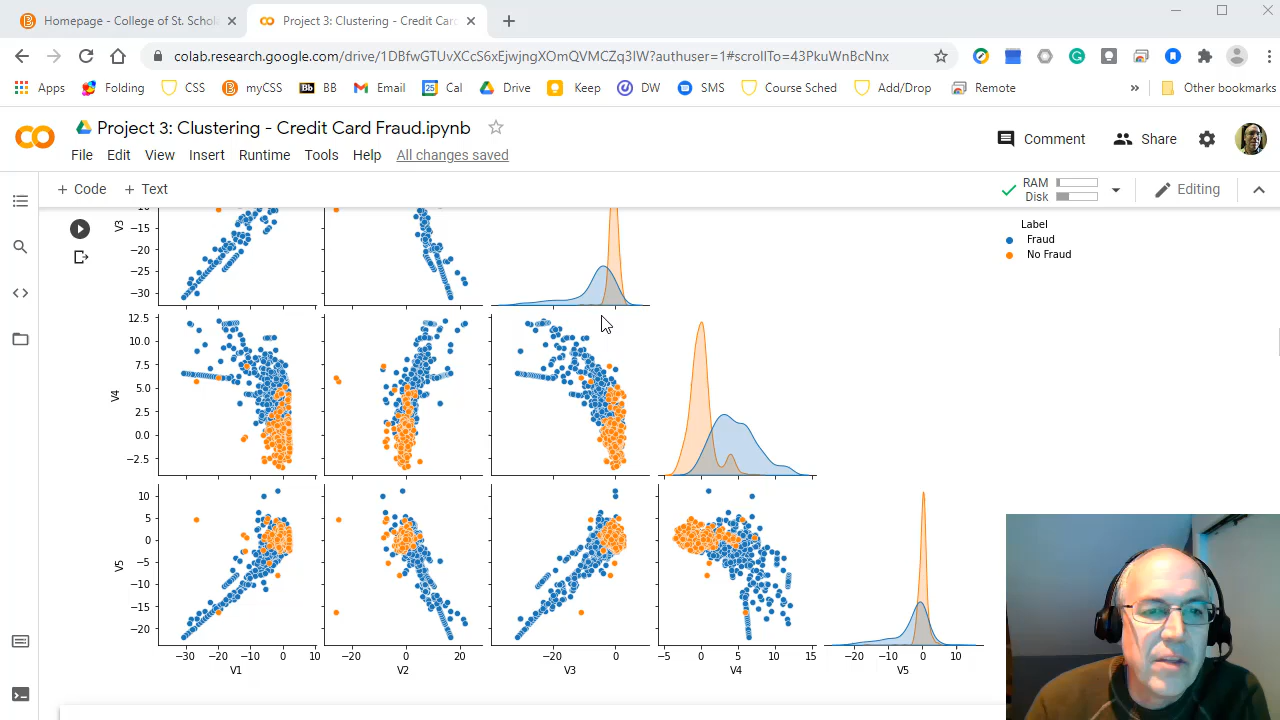 Homepage - College of St. Schol
Project 3: Clustering - Credit Card
colab.research.google.com/drive/1DBfwGTUvXCcS6xEjwjngXOmQVMCZq3IW?authuser=1#scrollTo=43PkuWnBcNnx
Apps Folding CSS mCSS Bb BB Email 25 Cal Drive Keep DW SMS Course Sched Add/Drop Remote » Other bookmarks
CO Project 3: Clustering - Credit Card Fraud.ipynb Comment Share
File Edit View Insert Runtime Tools Help All changes saved
+ Code + Text RAM Disk Editing
V3
−15
−20
−25
−30
Label
Fraud
No Fraud
V4
12.5
10.0
7.5
5.0
2.5
0.0
−2.5
V5
10
5
0
−5
−10
−15
−20
−30 −20 −10 0 10 −20 0 20 −20 0 −5 0 5 10 15 −20 −10 0 10
V1 V2 V3 V4 V5